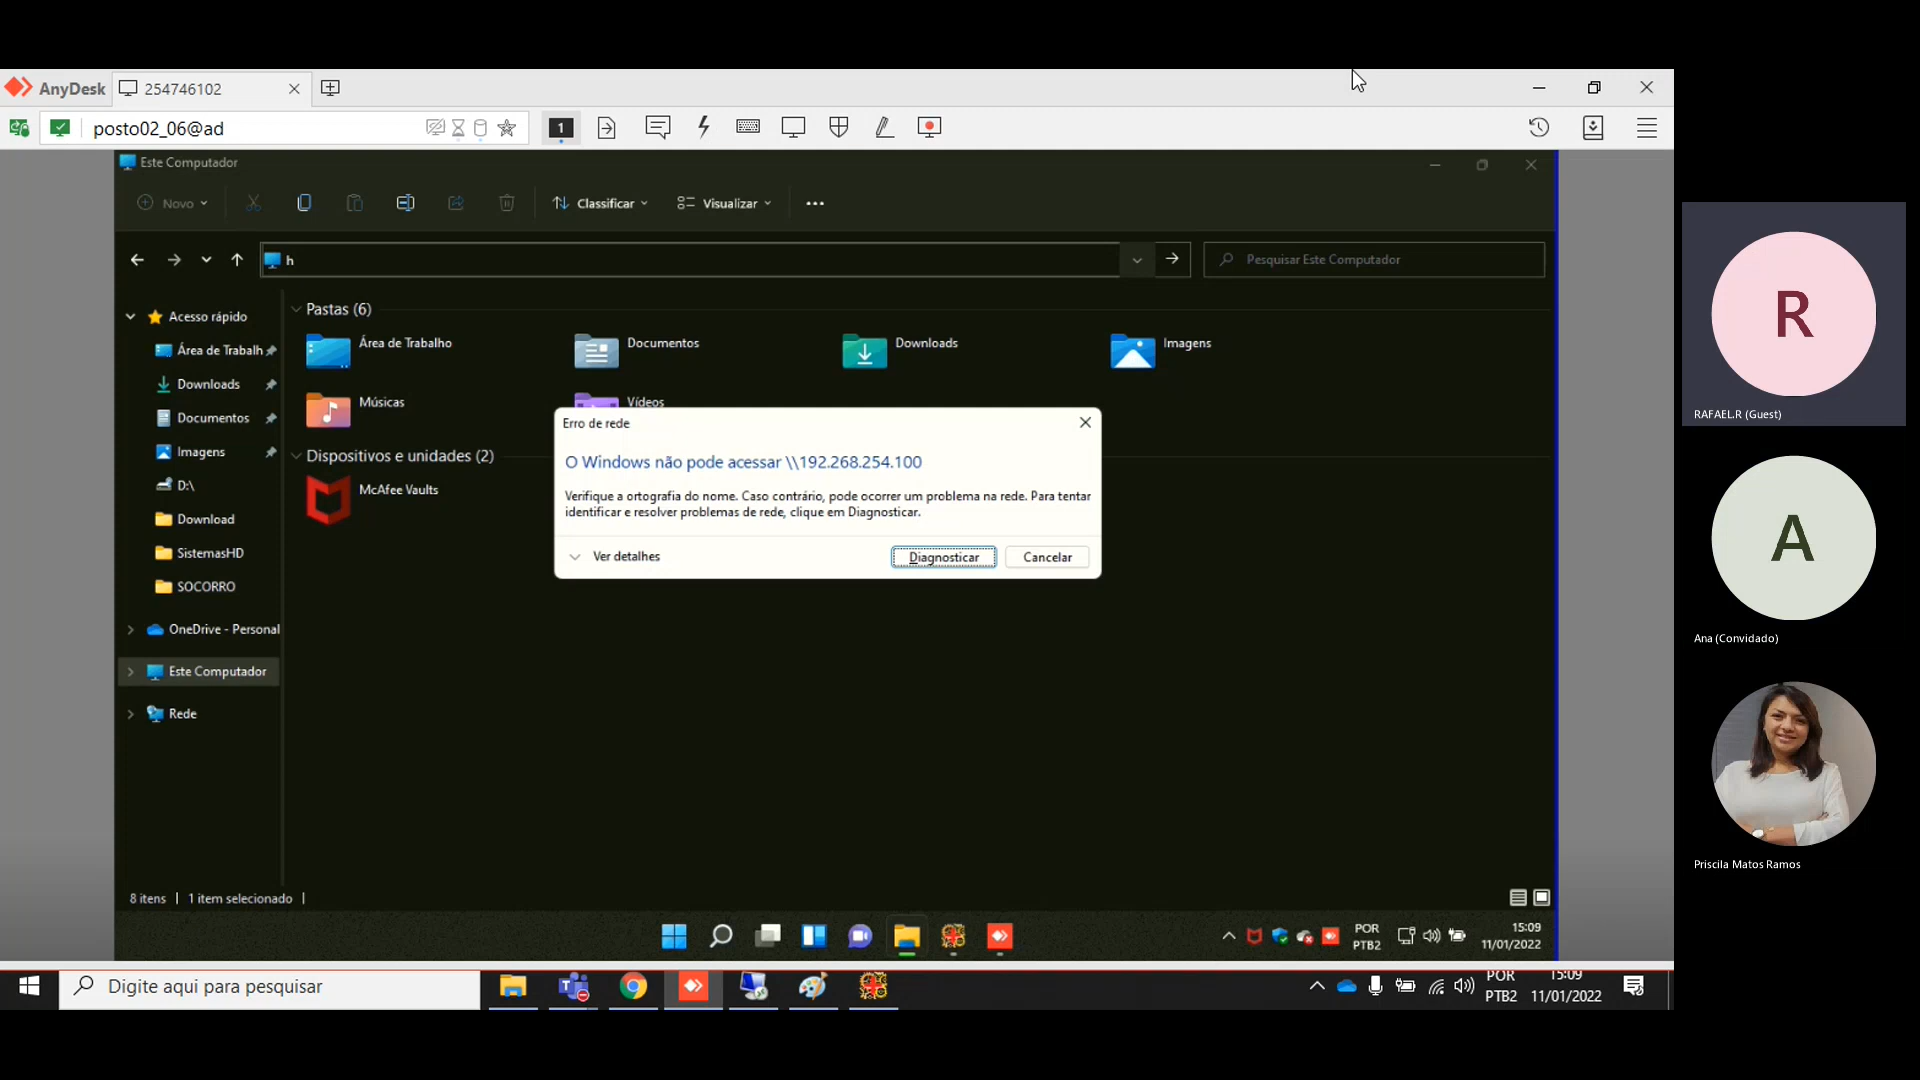 AnyDesk
254746102
posto02_06@ad
1
Este Computador
Novo
Classificar
Visualizar
h
Pesquisar Este Computador
Acesso rápido
Área de Trabalh
Downloads
Documentos
Imagens
D:\
Download
SistemasHD
SOCORRO
OneDrive - Personal
Este Computador
Rede
Pastas (6)
Área de Trabalho
Documentos
Downloads
Imagens
Músicas
Vídeos
Dispositivos e unidades (2)
McAfee Vaults
Erro de rede
O Windows não pode acessar \\192.268.254.100
Verifique a ortografia do nome. Caso contrário, pode ocorrer um problema na rede. Para tentar
identificar e resolver problemas de rede, clique em Diagnosticar.
Ver detalhes
Diagnosticar
Cancelar
8 itens
1 item selecionado
POR
PTB2
15:09
11/01/2022
Digite aqui para pesquisar
POR
PTB2
15:09
11/01/2022
R
RAFAEL.R (Guest)
A
Ana (Convidado)
Priscila Matos Ramos